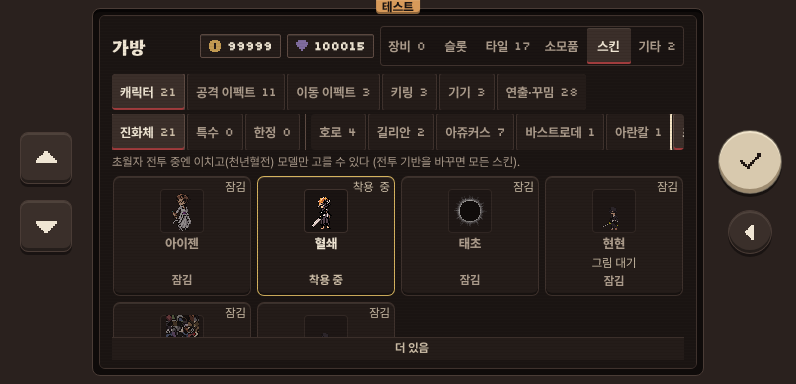 테스트
가방 99999 100015 장비 0 슬롯 타일 17 소모품 스킨 기타 2
캐릭터 21 공격 이펙트 11 이동 이펙트 3 키링 3 기기 3 연출·꾸밈 28
진화체 21 특수 0 한정 0 호로 4 길리안 2 아쥬커스 7 바스트로데 1 아란칼 1
초월자 전투 중엔 이치고(천년혈전) 모델만 고를 수 있다 (전투 기반을 바꾸면 모든 스킨).
잠김 착용 중 잠김 잠김
아이젠 혈쇄 태초 현현
그림 대기
잠김 착용 중 잠김 잠김
잠김 잠김
더 있음